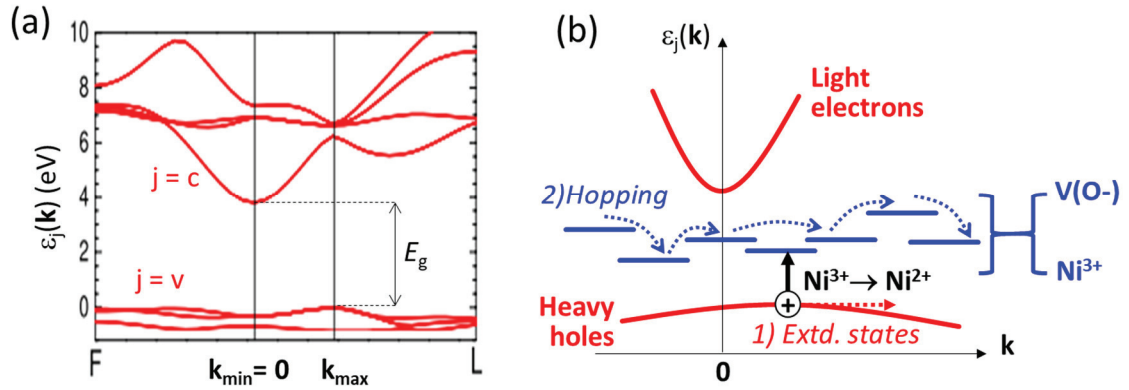 (a)
10
8
6
4
2
0
ε_j(k) (eV)
j = c
E_g
j = v
F
k_min = 0
k_max
L
(b)
ε_j(k)
Light
electrons
2)Hopping
V(O-)
Ni³⁺
Ni³⁺→ Ni²⁺
+
Heavy
holes
1) Extd. states
k
0